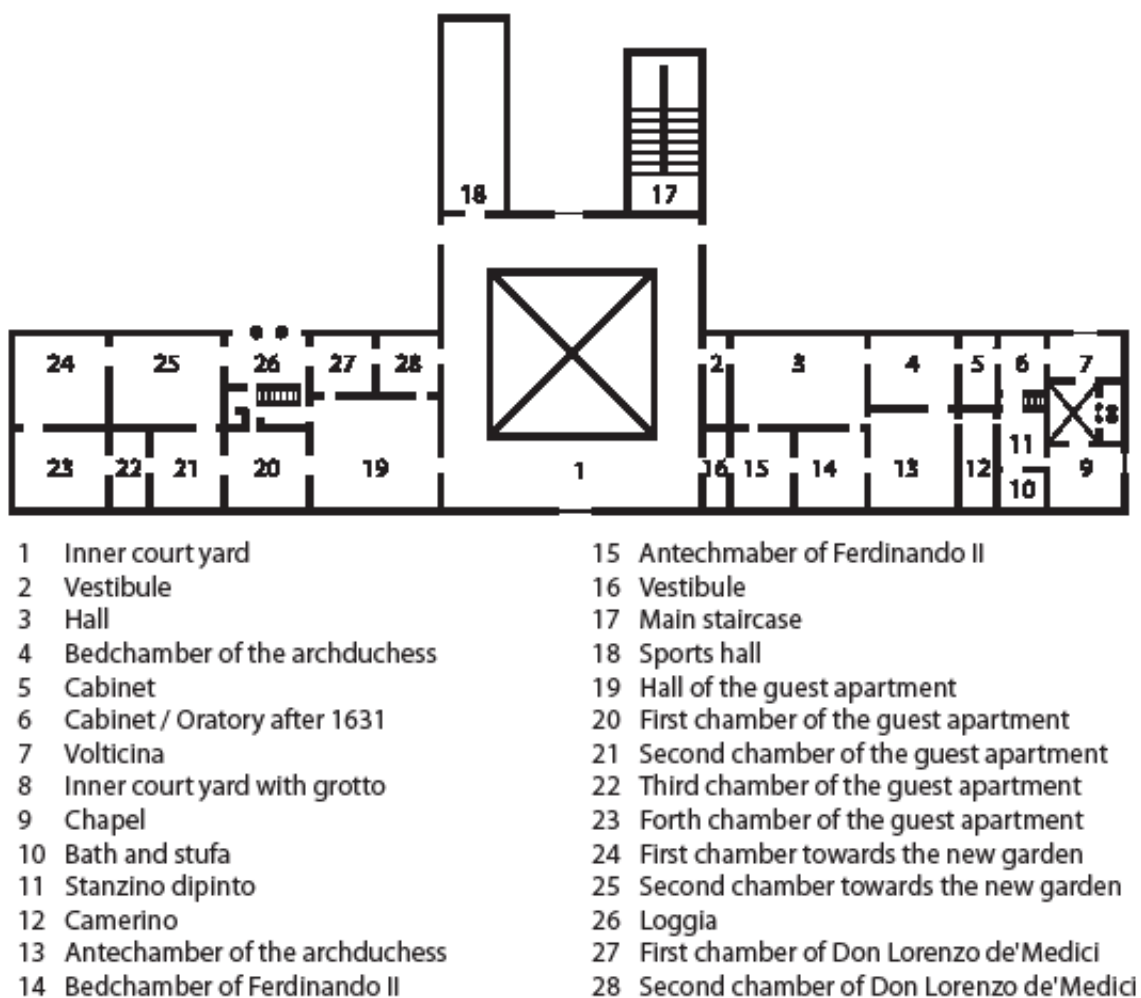 18
17
24 25 26 27 28 2 3 4 5 6 7
8
11
23 22 21 20 19 1 16 15 14 13 12 9
10
1 Inner court yard
2 Vestibule
3 Hall
4 Bedchamber of the archduchess
5 Cabinet
6 Cabinet / Oratory after 1631
7 Volticina
8 Inner court yard with grotto
9 Chapel
10 Bath and stufa
11 Stanzino dipinto
12 Camerino
13 Antechamber of the archduchess
14 Bedchamber of Ferdinando II
15 Antechmaber of Ferdinando II
16 Vestibule
17 Main staircase
18 Sports hall
19 Hall of the guest apartment
20 First chamber of the guest apartment
21 Second chamber of the guest apartment
22 Third chamber of the guest apartment
23 Forth chamber of the guest apartment
24 First chamber towards the new garden
25 Second chamber towards the new garden
26 Loggia
27 First chamber of Don Lorenzo de'Medici
28 Second chamber of Don Lorenzo de'Medici